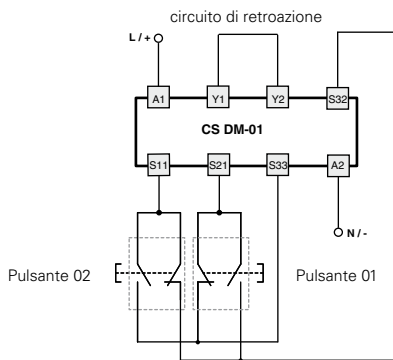 circuito di retroazione
L / +
A1 Y1 Y2 S32
CS DM-01
S11 S21 S33 A2
N / -
Pulsante 02 Pulsante 01